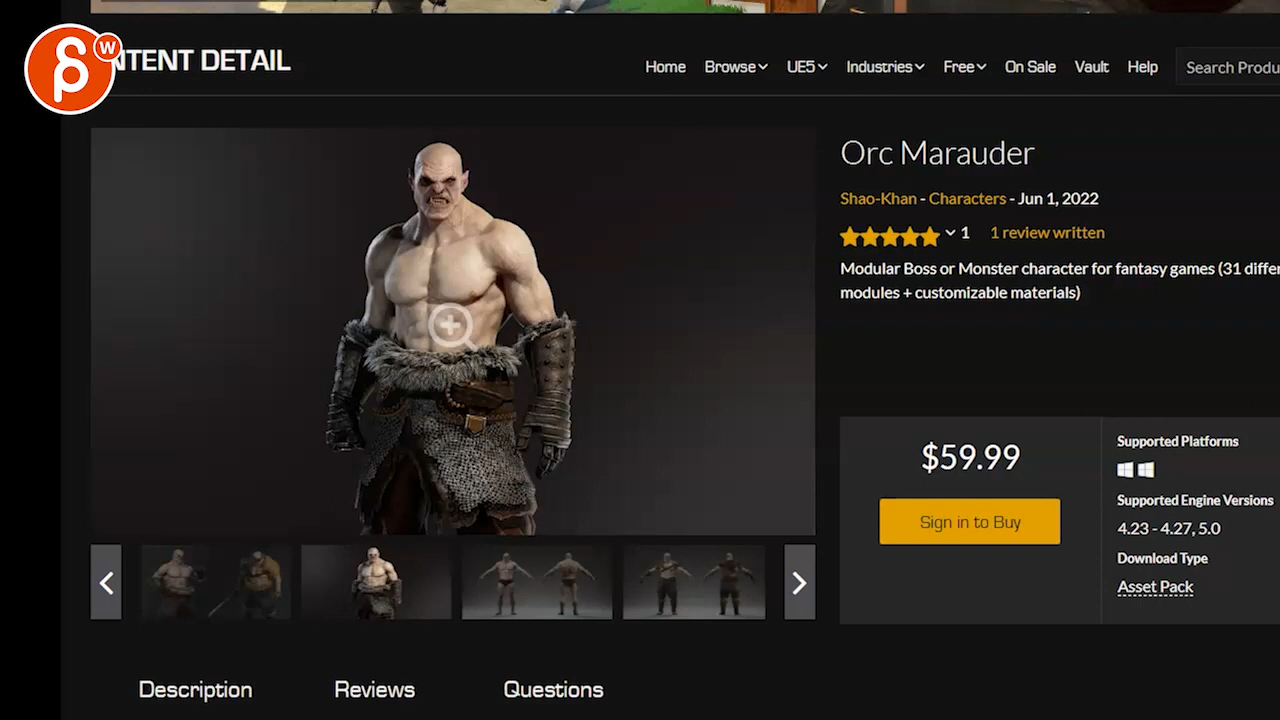 W
NTENT DETAIL
Home Browse UE5 Industries Free On Sale Vault Help Search Produ
Orc Marauder
Shao-Khan - Characters - Jun 1, 2022
1 1 review written
Modular Boss or Monster character for fantasy games (31 differ
modules + customizable materials)
$59.99
Sign in to Buy
Supported Platforms
Supported Engine Versions
4.23 - 4.27, 5.0
Download Type
Asset Pack
Description Reviews Questions